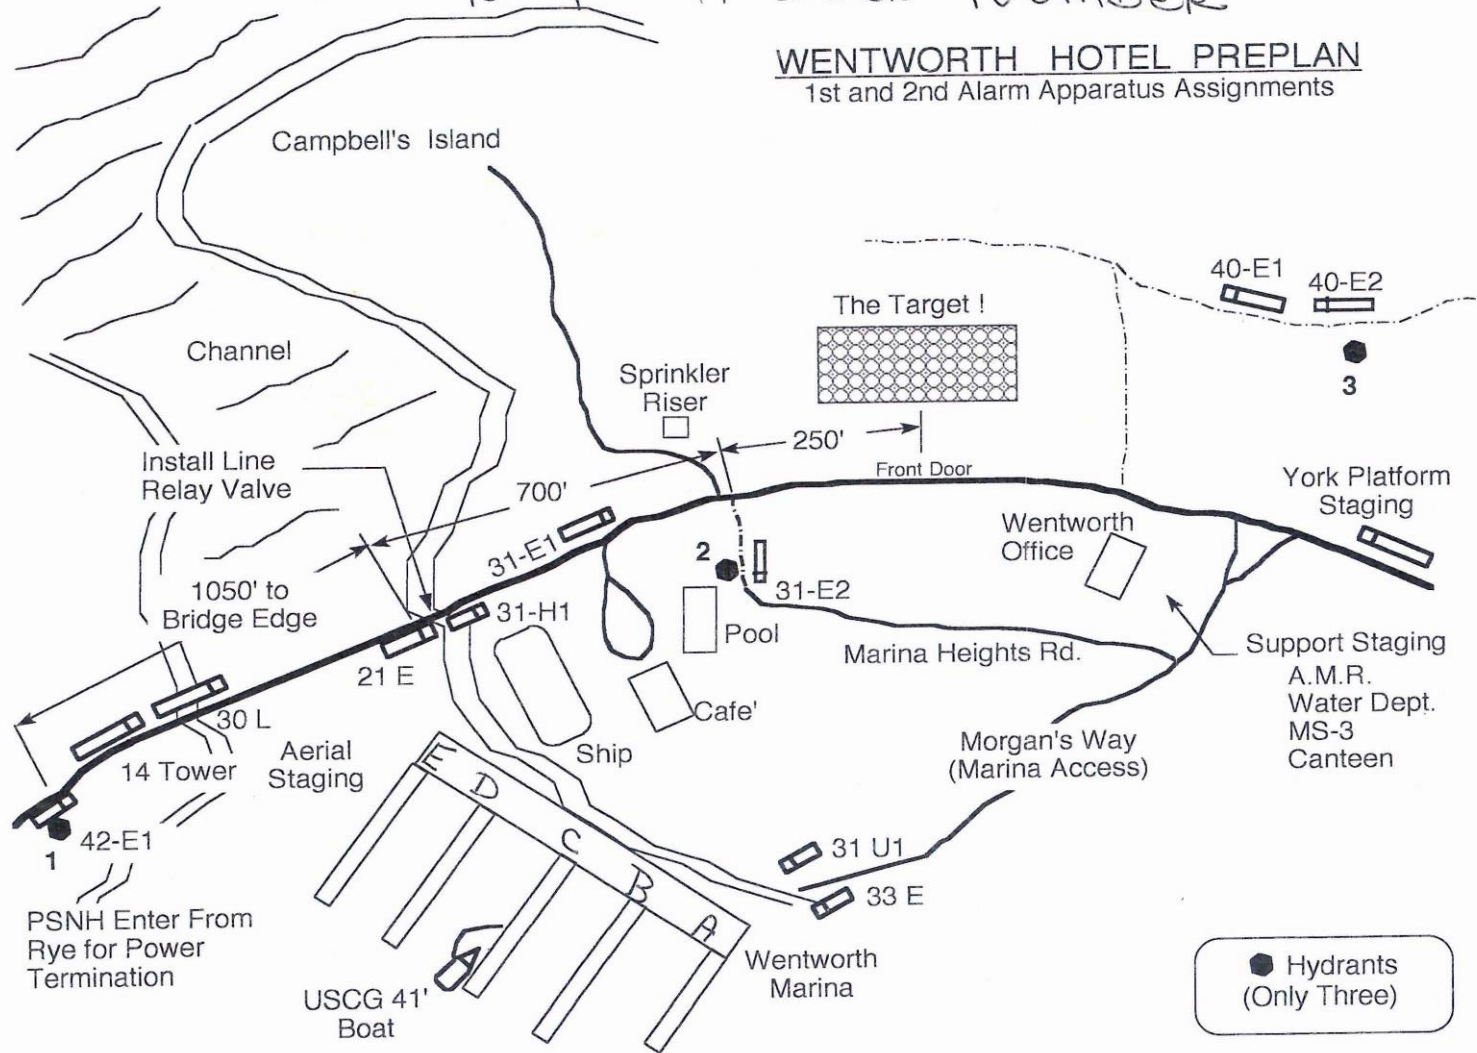 NUMBER
WENTWORTH HOTEL PREPLAN
1st and 2nd Alarm Apparatus Assignments
Campbell's Island
40-E1
40-E2
The Target !
Channel
Sprinkler
Riser
3
250'
Install Line
Relay Valve
Front Door
York Platform
Staging
700'
Wentworth
Office
31-E1
2
1050' to
Bridge Edge
31-E2
31-H1
Pool
Support Staging
A.M.R.
Water Dept.
MS-3
Canteen
Marina Heights Rd.
21 E
30 L
Cafe'
Ship
14 Tower
Aerial
Staging
Morgan's Way
(Marina Access)
E
D
C
B
A
42-E1
1
31 U1
33 E
PSNH Enter From
Rye for Power
Termination
Wentworth
Marina
USCG 41'
Boat
Hydrants
(Only Three)